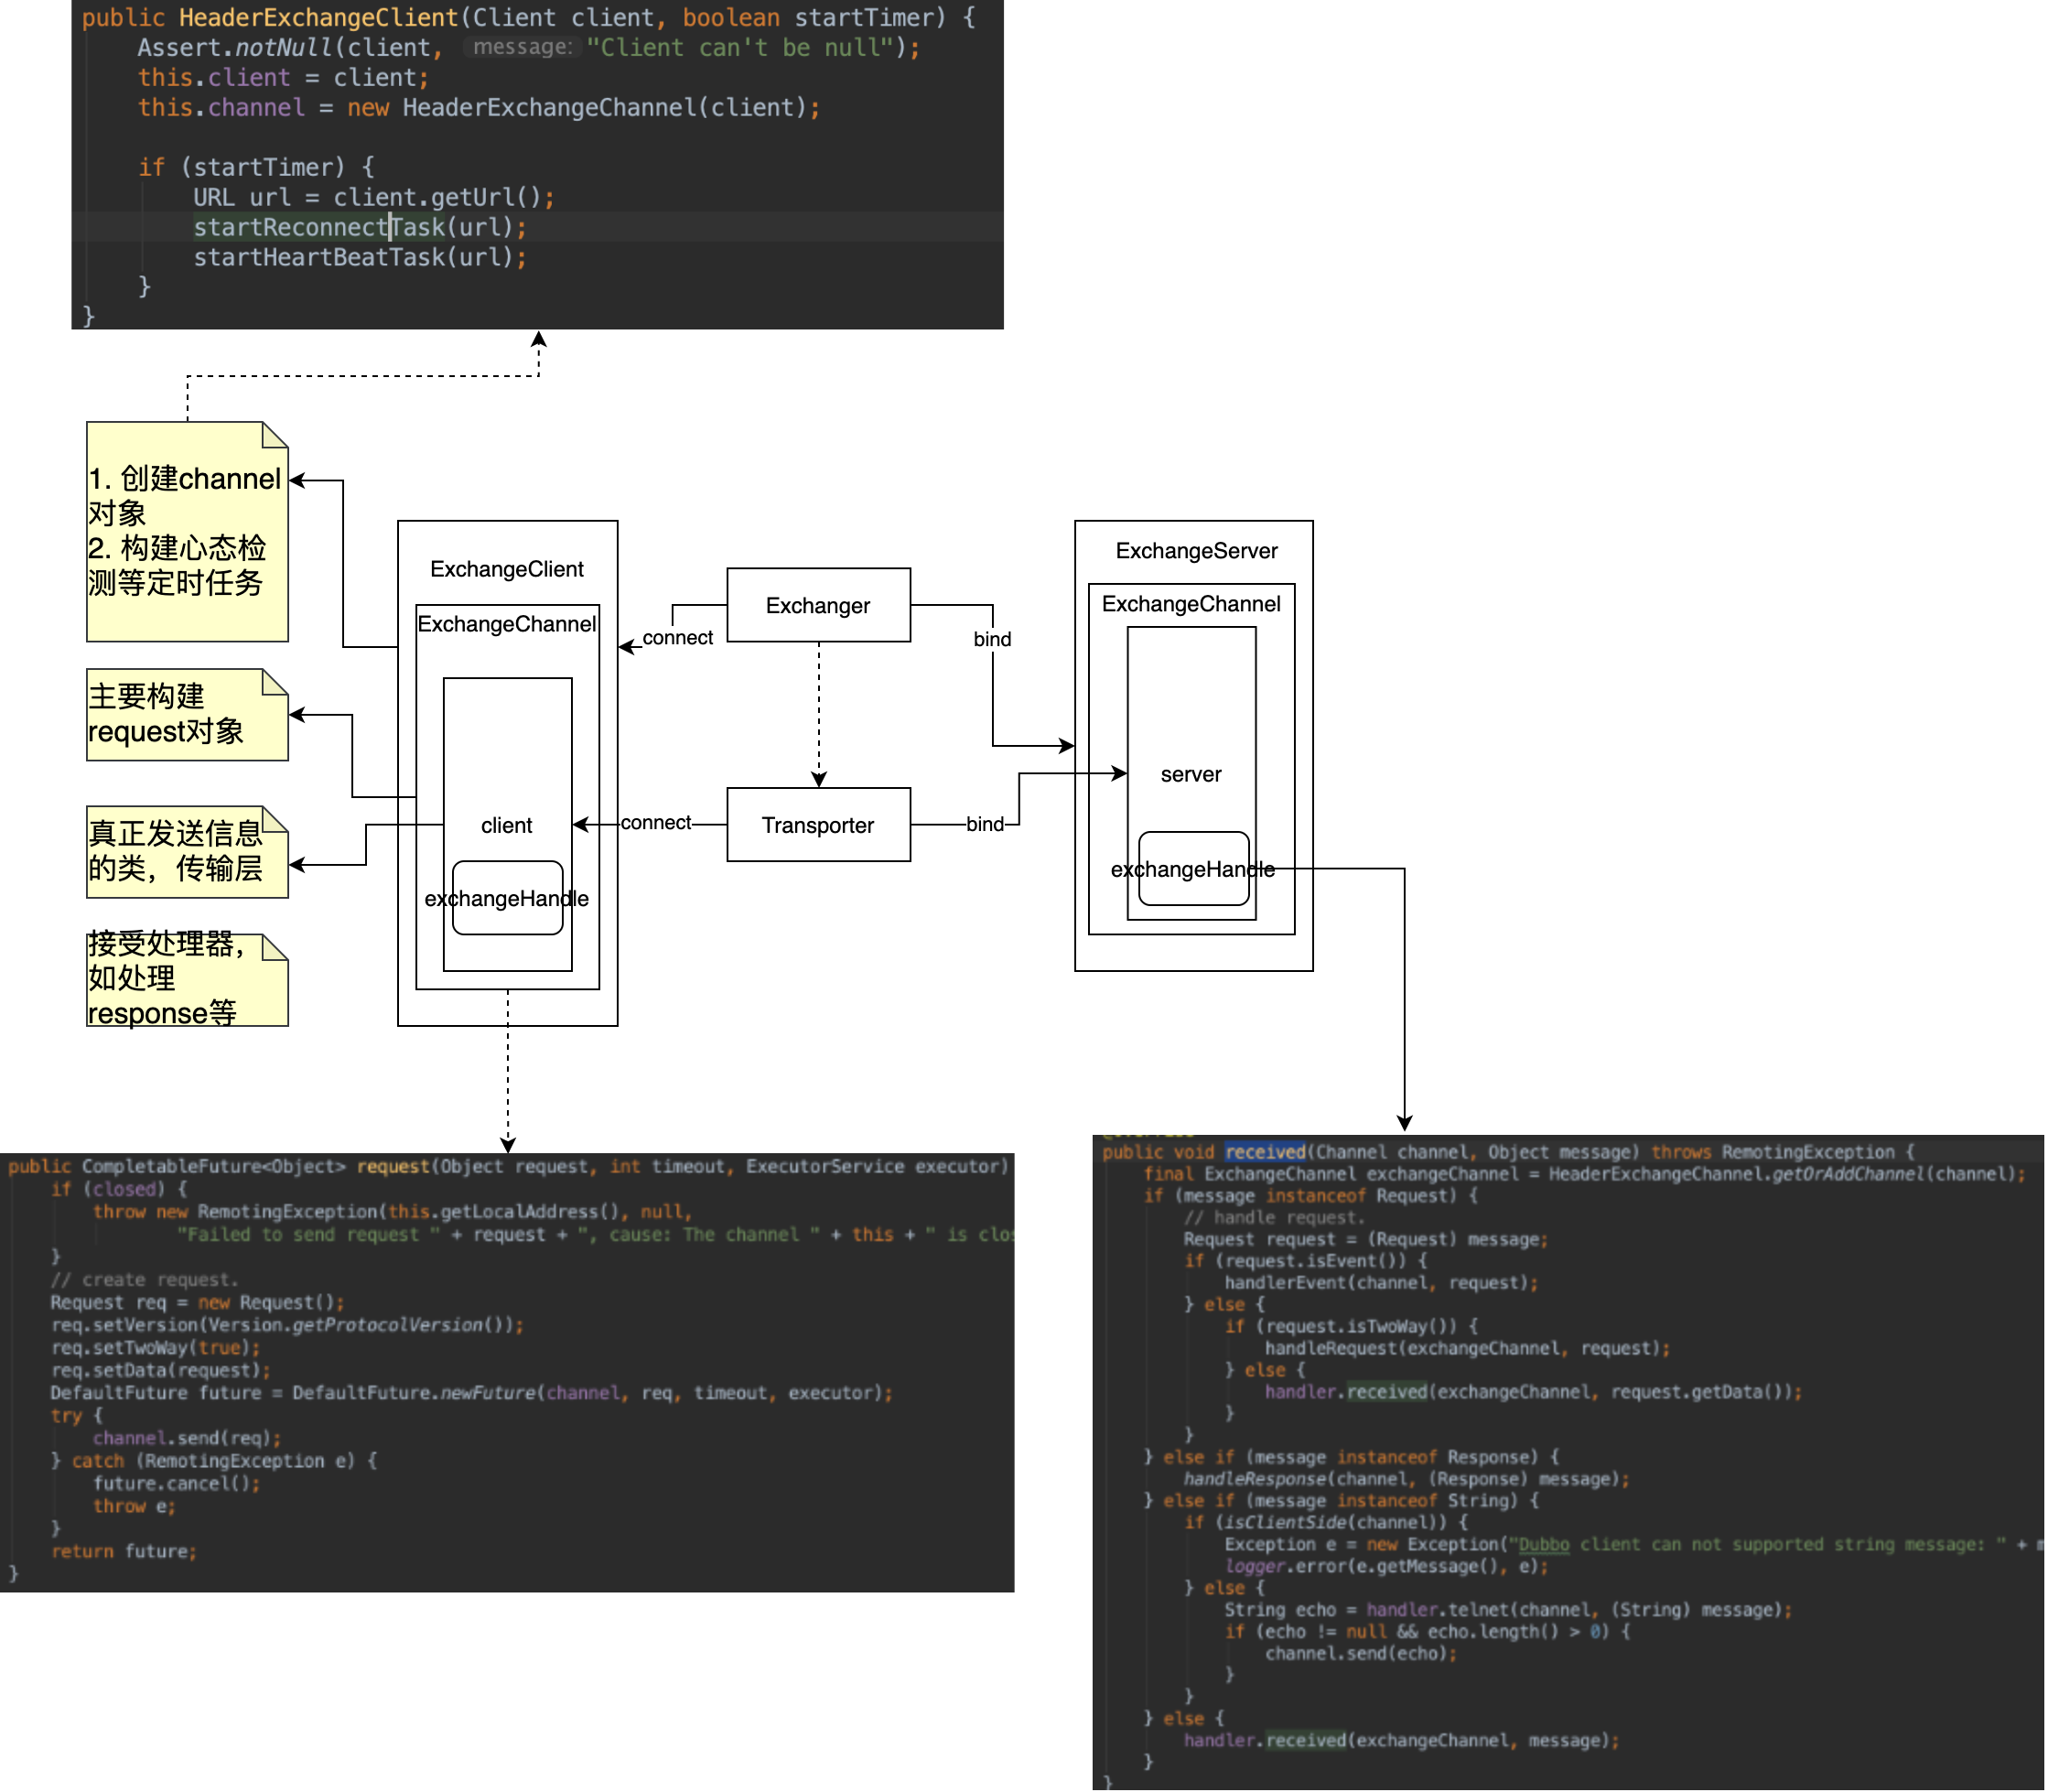 public HeaderExchangeClient(Client client, boolean startTimer) {
Assert.notNull(client, message: "Client can't be null");
this.client = client;
this.channel = new HeaderExchangeChannel(client);
if (startTimer) {
URL url = client.getUrl();
startReconnectTask(url);
startHeartBeatTask(url);
}
}
1. 创建channel
对象
2. 构建心态检
测等定时任务
主要构建
request对象
真正发送信息
的类，传输层
接受处理器，
如处理
response等
ExchangeClient
ExchangeChannel
client
exchangeHandle
Exchanger
connect
bind
Transporter
connect
bind
ExchangeServer
ExchangeChannel
server
exchangeHandle
public CompletableFuture<Object> request(Object request, int timeout, ExecutorService executor)
if (closed) {
throw new RemotingException(this.getLocalAddress(), null,
"Failed to send request " + request + ", cause: The channel " + this + " is clos
}
// create request.
Request req = new Request();
req.setVersion(Version.getProtocolVersion());
req.setTwoWay(true);
req.setData(request);
DefaultFuture future = DefaultFuture.newFuture(channel, req, timeout, executor);
try {
channel.send(req);
} catch (RemotingException e) {
future.cancel();
throw e;
}
return future;
}
public void received(Channel channel, Object message) throws RemotingException {
final ExchangeChannel exchangeChannel = HeaderExchangeChannel.getOrAddChannel(channel);
if (message instanceof Request) {
// handle request.
Request request = (Request) message;
if (request.isEvent()) {
handlerEvent(channel, request);
} else {
if (request.isTwoWay()) {
handleRequest(exchangeChannel, request);
} else {
handler.received(exchangeChannel, request.getData());
}
}
} else if (message instanceof Response) {
handleResponse(channel, (Response) message);
} else if (message instanceof String) {
if (isClientSide(channel)) {
Exception e = new Exception("Dubbo client can not supported string message: " + m
logger.error(e.getMessage(), e);
} else {
String echo = handler.telnet(channel, (String) message);
if (echo != null && echo.length() > 0) {
channel.send(echo);
}
}
} else {
handler.received(exchangeChannel, message);
}
}